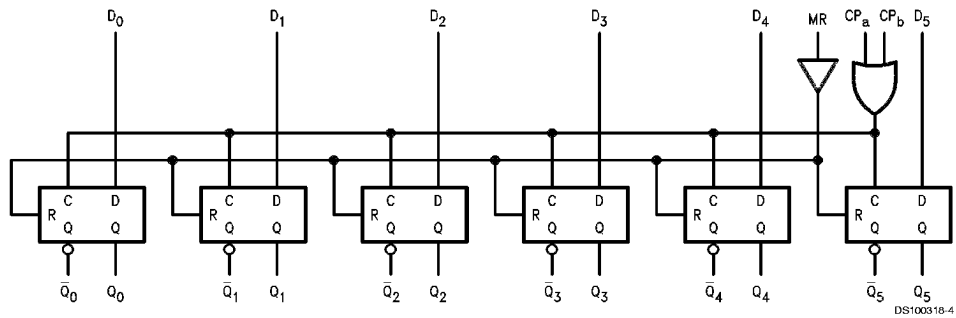 D0 D1 D2 D3 D4 MR CPa CPb D5
C D C D C D C D C D C D
R R R R R R
Q Q Q Q Q Q Q Q Q Q Q Q
Q̅0 Q0 Q̅1 Q1 Q̅2 Q2 Q̅3 Q3 Q̅4 Q4 Q̅5 Q5
DS100318-4